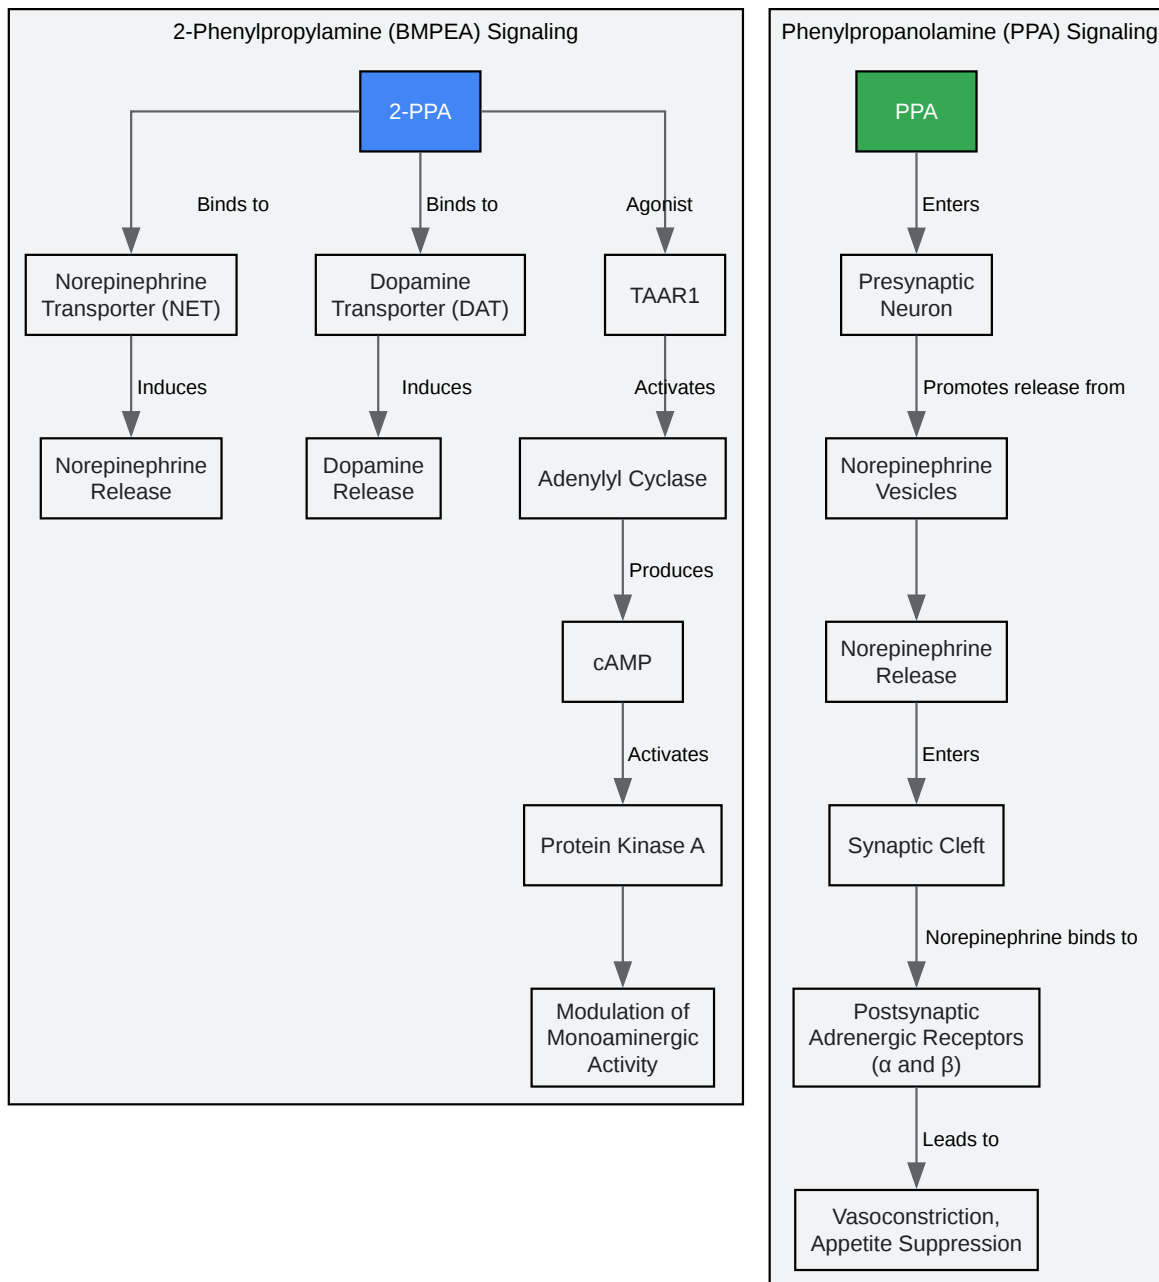 2-Phenylpropylamine (BMPEA) Signaling
2-PPA
Binds to
Binds to
Agonist
Norepinephrine
Transporter (NET)
Dopamine
Transporter (DAT)
TAAR1
Induces
Induces
Activates
Norepinephrine
Release
Dopamine
Release
Adenylyl Cyclase
Produces
cAMP
Activates
Protein Kinase A
Modulation of
Monoaminergic
Activity
Phenylpropanolamine (PPA) Signaling
PPA
Enters
Presynaptic
Neuron
Promotes release from
Norepinephrine
Vesicles
Norepinephrine
Release
Enters
Synaptic Cleft
Norepinephrine binds to
Postsynaptic
Adrenergic Receptors
(α and β)
Leads to
Vasoconstriction,
Appetite Suppression